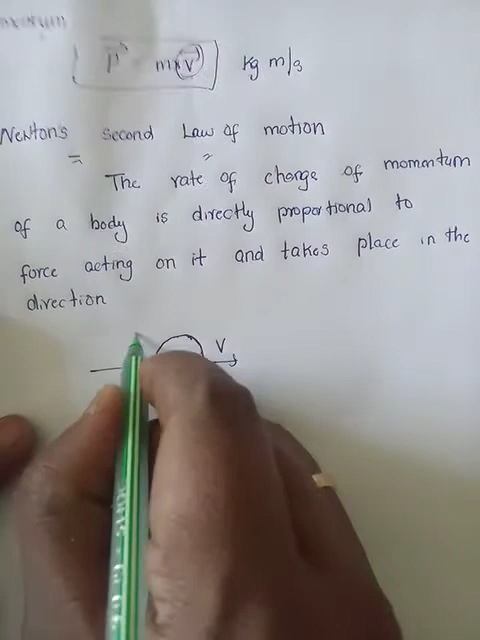 P = m × v kg m/s
Newton's second Law of motion
The rate of change of momentum
of a body is directly proportional to
force acting on it and takes place in the
direction
V